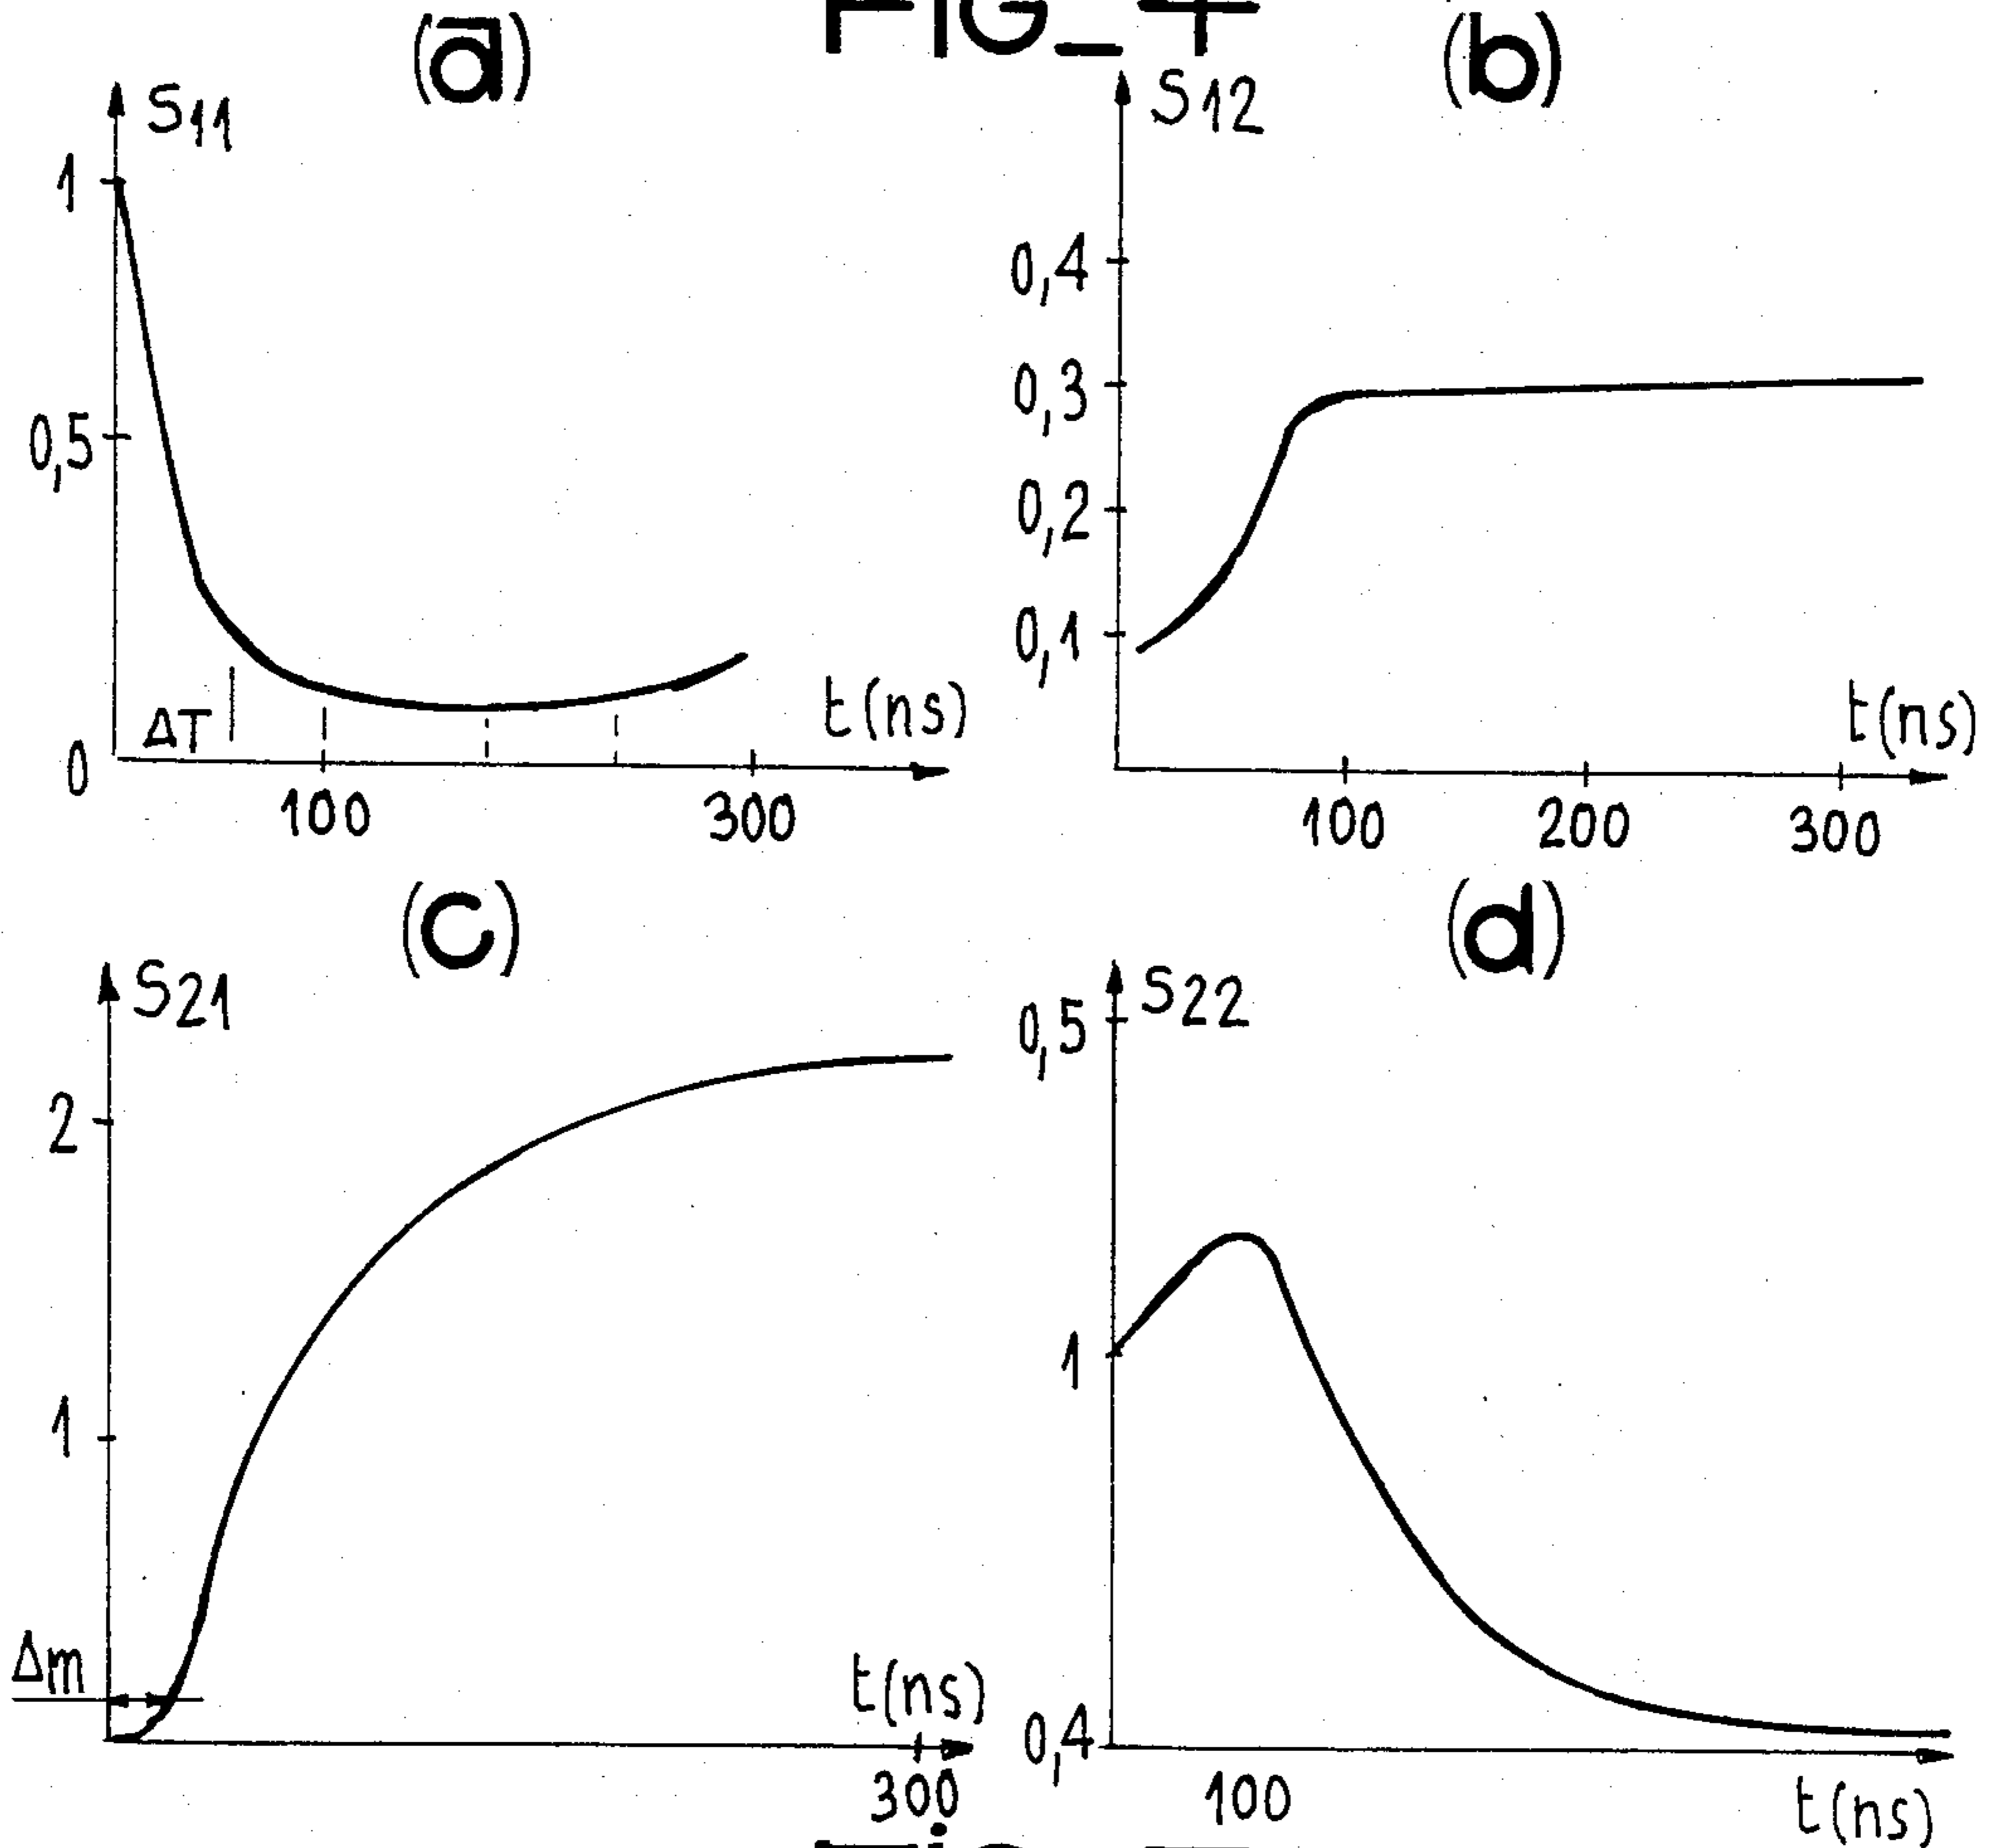 FIG_4
(a)
(b)
S11
1
0,5
0
ΔT
100
300
t(ns)
S12
0,4
0,3
0,2
0,1
100
200
300
t(ns)
(c)
(d)
S21
2
1
Δm
300
t(ns)
S22
0,5
1
0,4
100
t(ns)